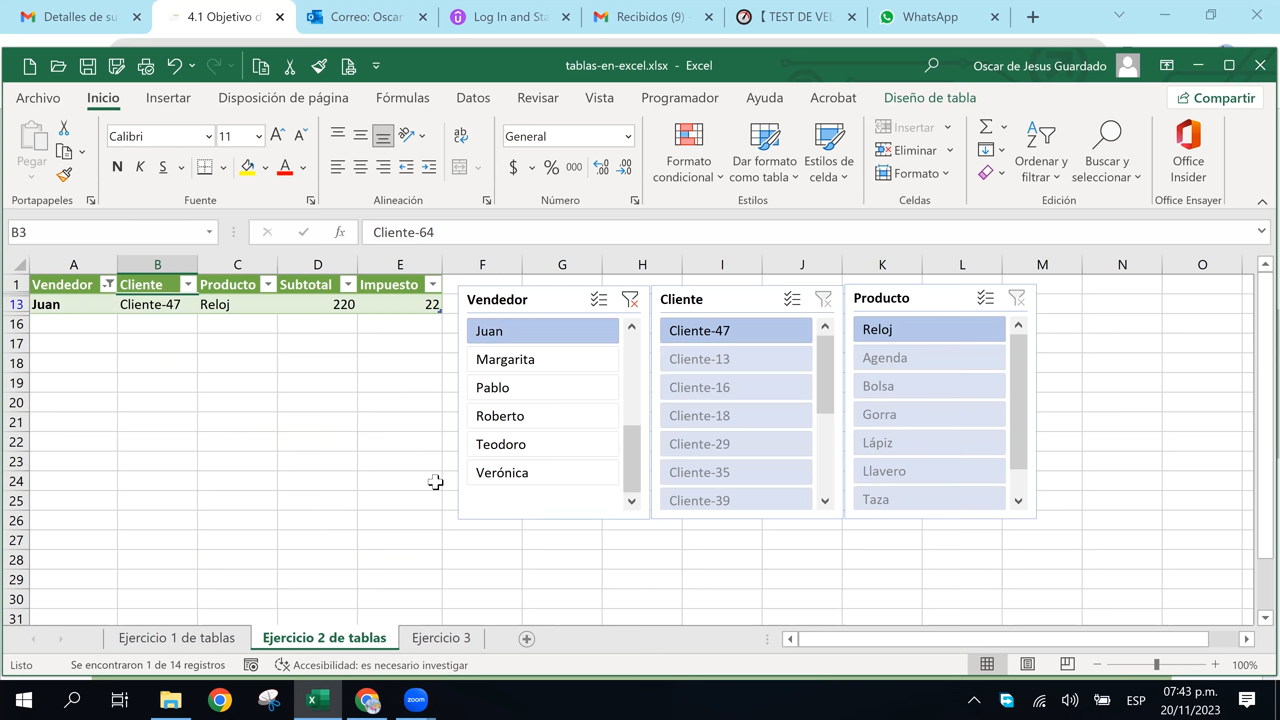 Detalles de su
4.1 Objetivo d
Correo: Oscar
Log In and Sta
Recibidos (9)
【 TEST DE VEL
WhatsApp
tablas-en-excel.xlsx - Excel
Oscar de Jesus Guardado
Archivo Inicio Insertar Disposición de página Fórmulas Datos Revisar Vista Programador Ayuda Acrobat Diseño de tabla Compartir
Pegar
Calibri 11
N K S
General
$ % 000
Formato condicional
Dar formato como tabla
Estilos de celda
Insertar
Eliminar
Formato
Ordenar y filtrar
Buscar y seleccionar
Office Insider
Portapapeles Fuente Alineación Número Estilos Celdas Edición Office Ensayer
B3 fx Cliente-64
A B C D E F G H I J K L M N O
1 Vendedor Cliente Producto Subtotal Impuesto
13 Juan Cliente-47 Reloj 220 22
16
17
18
19
20
21
22
23
24
25
26
27
28
29
30
31
Vendedor
Juan
Margarita
Pablo
Roberto
Teodoro
Verónica
Cliente
Cliente-47
Cliente-13
Cliente-16
Cliente-18
Cliente-29
Cliente-35
Cliente-39
Producto
Reloj
Agenda
Bolsa
Gorra
Lápiz
Llavero
Taza
Ejercicio 1 de tablas Ejercicio 2 de tablas Ejercicio 3
Listo Se encontraron 1 de 14 registros Accesibilidad: es necesario investigar 100%
zoom
ESP
07:43 p.m.
20/11/2023